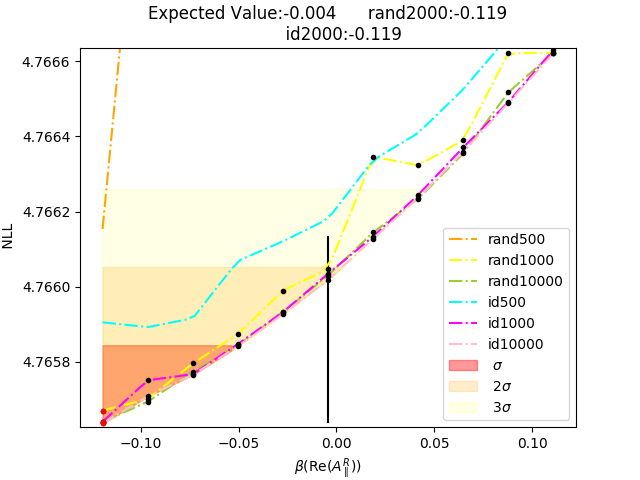 Expected Value:-0.004 rand2000:-0.119
id2000:-0.119
4.7666
4.7664
4.7662
4.7660
4.7658
NLL
−0.10
−0.05
0.00
0.05
0.10
β(Re(A∥ᴿ))
rand500
rand1000
rand10000
id500
id1000
id10000
σ
2σ
3σ